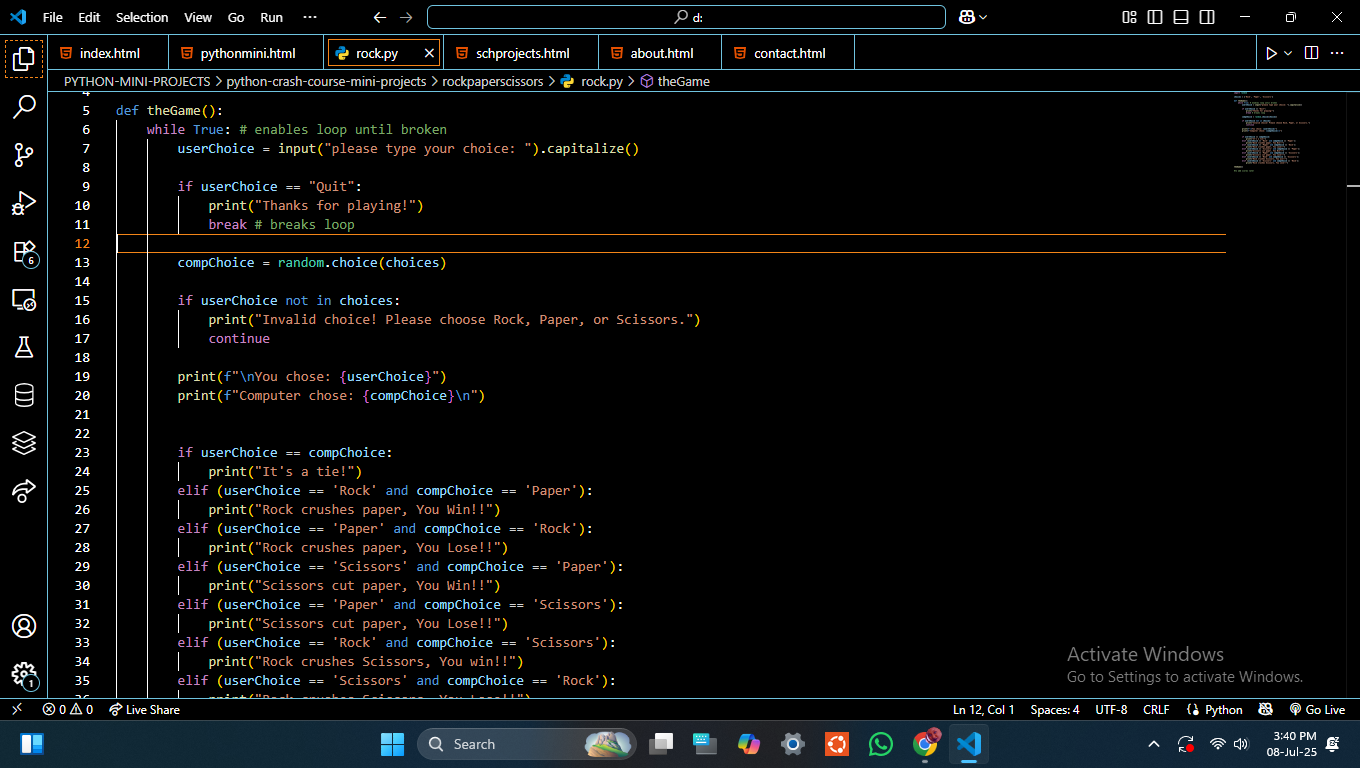 File Edit Selection View Go Run ··· d:
index.html pythonmini.html rock.py schprojects.html about.html contact.html
PYTHON-MINI-PROJECTS > python-crash-course-mini-projects > rockpaperscissors > rock.py > theGame
4
5 def theGame():
6 while True: # enables loop until broken
7 userChoice = input("please type your choice: ").capitalize()
8
9 if userChoice == "Quit":
10 print("Thanks for playing!")
11 break # breaks loop
12
13 compChoice = random.choice(choices)
14
15 if userChoice not in choices:
16 print("Invalid choice! Please choose Rock, Paper, or Scissors.")
17 continue
18
19 print(f"\nYou chose: {userChoice}")
20 print(f"Computer chose: {compChoice}\n")
21
22
23 if userChoice == compChoice:
24 print("It's a tie!")
25 elif (userChoice == 'Rock' and compChoice == 'Paper'):
26 print("Rock crushes paper, You Win!!")
27 elif (userChoice == 'Paper' and compChoice == 'Rock'):
28 print("Rock crushes paper, You Lose!!")
29 elif (userChoice == 'Scissors' and compChoice == 'Paper'):
30 print("Scissors cut paper, You Win!!")
31 elif (userChoice == 'Paper' and compChoice == 'Scissors'):
32 print("Scissors cut paper, You Lose!!")
33 elif (userChoice == 'Rock' and compChoice == 'Scissors'):
34 print("Rock crushes Scissors, You win!!")
35 elif (userChoice == 'Scissors' and compChoice == 'Rock'):
36 print("Rock crushes Scissors, You Lose!!")
6
1
Activate Windows
Go to Settings to activate Windows.
0 0 Live Share Ln 12, Col 1 Spaces: 4 UTF-8 CRLF Python Go Live
Search
3:40 PM
08-Jul-25